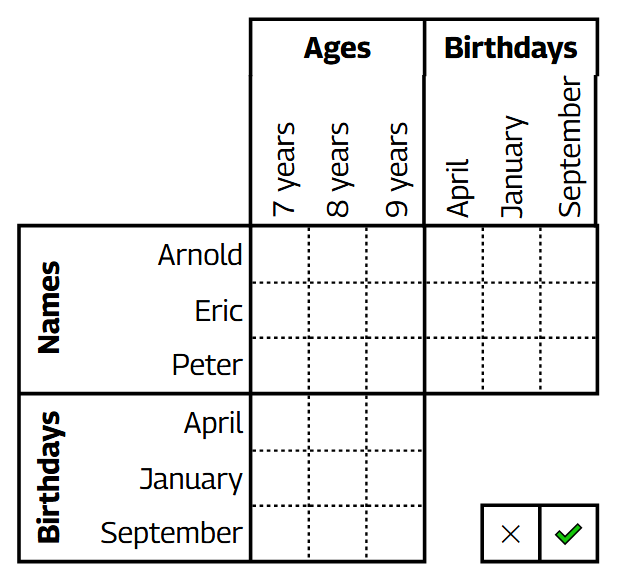 Ages
Birthdays
7 years
8 years
9 years
April
January
September
Names
Arnold
Eric
Peter
Birthdays
April
January
September